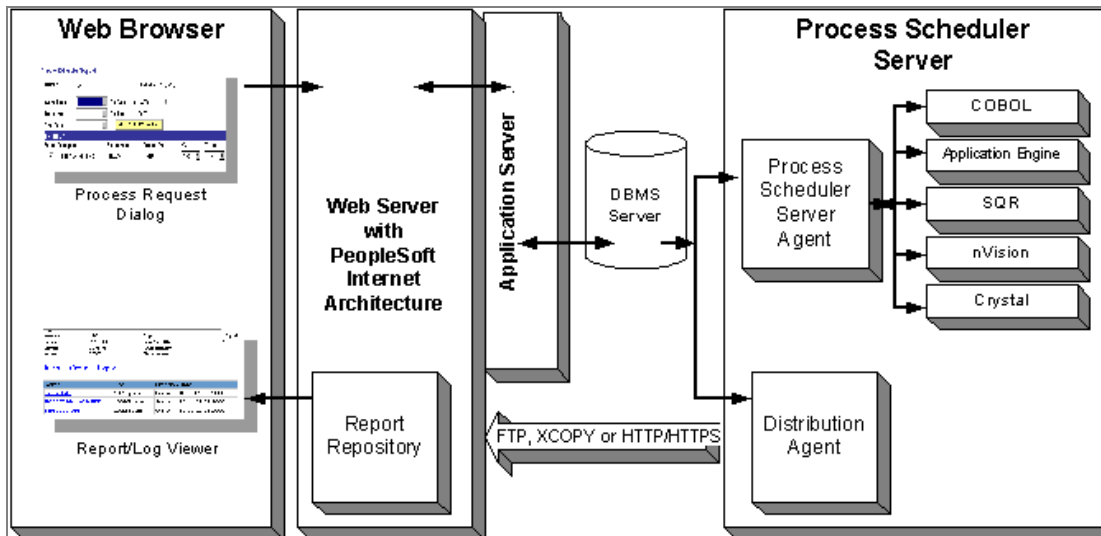 Web Browser
Process Request
Dialog
Report/Log Viewer
Web Server
with
PeopleSoft
Internet
Architecture
Report
Repository
Application Server
DBMS
Server
FTP, XCOPY or HTTP/HTTPS
Process Scheduler
Server
Process
Scheduler
Server
Agent
COBOL
Application Engine
SQR
nVision
Crystal
Distribution
Agent